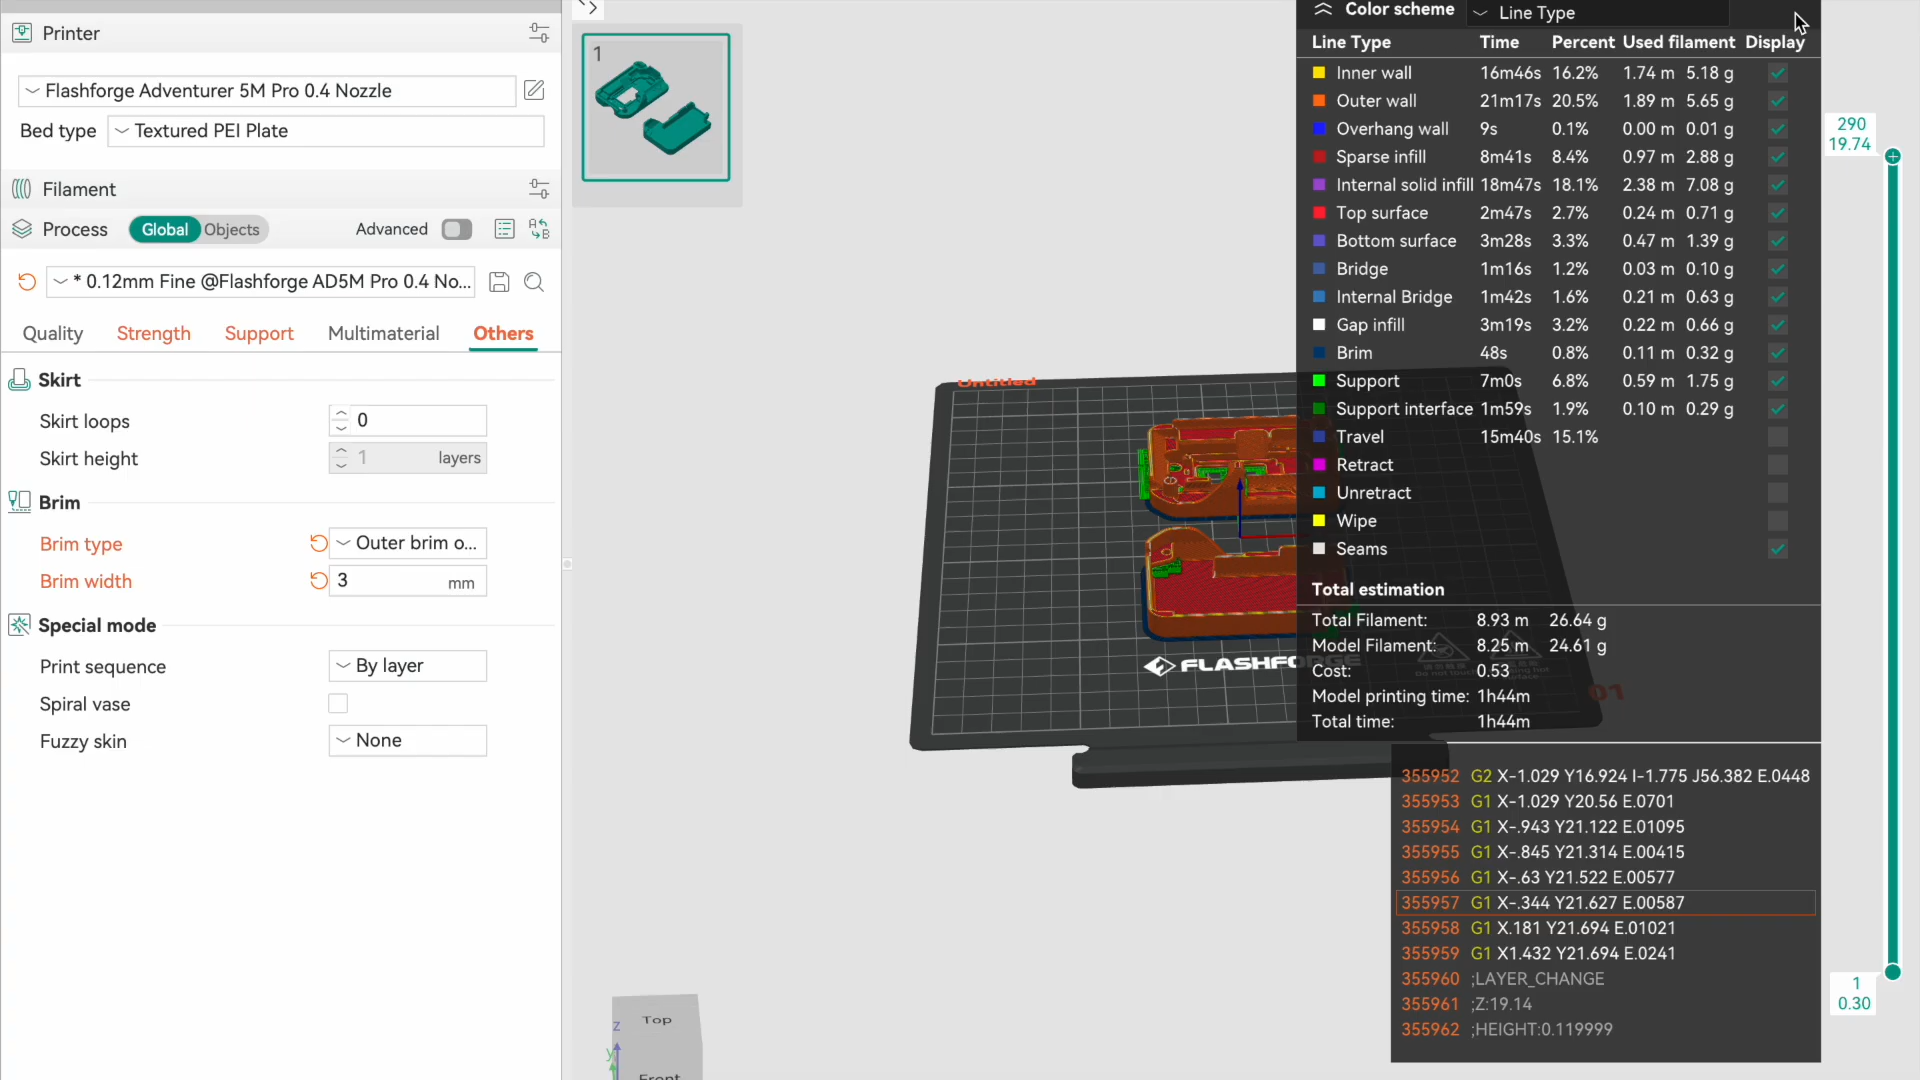 Printer
Flashforge Adventurer 5M Pro 0.4 Nozzle
Bed type
Textured PEI Plate
Filament
Process
Global
Objects
Advanced
* 0.12mm Fine @Flashforge AD5M Pro 0.4 No...
Quality
Strength
Support
Multimaterial
Others
Skirt
Skirt loops
0
Skirt height
1
layers
Brim
Brim type
Outer brim o...
Brim width
3
mm
Special mode
Print sequence
By layer
Spiral vase
Fuzzy skin
None
1
Untitled
FLASHFORGE
01
Top
Front
z
y
Color scheme
Line Type
Line Type Time Percent Used filament Display
Inner wall 16m46s 16.2% 1.74 m 5.18 g
Outer wall 21m17s 20.5% 1.89 m 5.65 g
Overhang wall 9s 0.1% 0.00 m 0.01 g
Sparse infill 8m41s 8.4% 0.97 m 2.88 g
Internal solid infill 18m47s 18.1% 2.38 m 7.08 g
Top surface 2m47s 2.7% 0.24 m 0.71 g
Bottom surface 3m28s 3.3% 0.47 m 1.39 g
Bridge 1m16s 1.2% 0.03 m 0.10 g
Internal Bridge 1m42s 1.6% 0.21 m 0.63 g
Gap infill 3m19s 3.2% 0.22 m 0.66 g
Brim 48s 0.8% 0.11 m 0.32 g
Support 7m0s 6.8% 0.59 m 1.75 g
Support interface 1m59s 1.9% 0.10 m 0.29 g
Travel 15m40s 15.1%
Retract
Unretract
Wipe
Seams
Total estimation
Total Filament: 8.93 m 26.64 g
Model Filament: 8.25 m 24.61 g
Cost: 0.53
Model printing time: 1h44m
Total time: 1h44m
355952 G2 X-1.029 Y16.924 I-1.775 J56.382 E.0448
355953 G1 X-1.029 Y20.56 E.0701
355954 G1 X-.943 Y21.122 E.01095
355955 G1 X-.845 Y21.314 E.00415
355956 G1 X-.63 Y21.522 E.00577
355957 G1 X-.344 Y21.627 E.00587
355958 G1 X.181 Y21.694 E.01021
355959 G1 X1.432 Y21.694 E.0241
355960 ;LAYER_CHANGE
355961 ;Z:19.14
355962 ;HEIGHT:0.119999
290
19.74
1
0.30